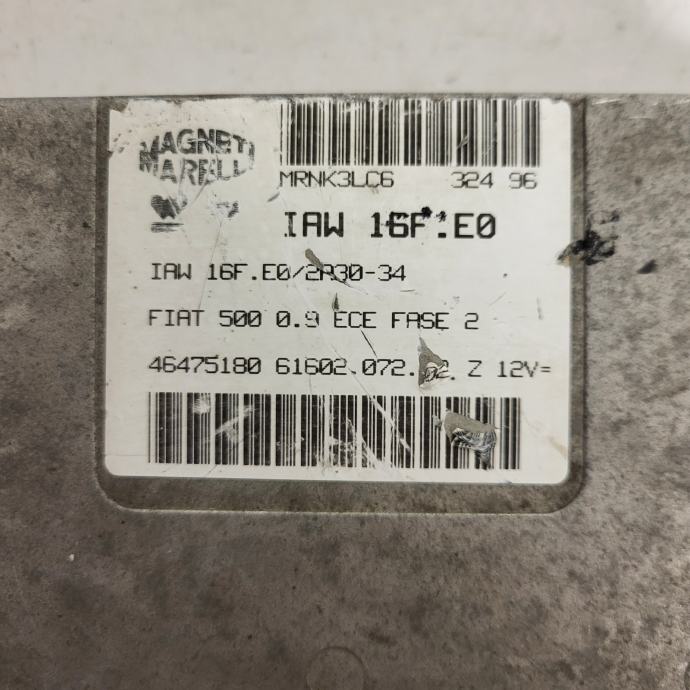 MAGNETI
MARELLI
MRNK3LC6 324 96
IAW 16F.E0
IAW 16F.E0/2A30-34
FIAT 500 0.9 ECE FASE 2
46475180 61602.072.02. Z 12V=